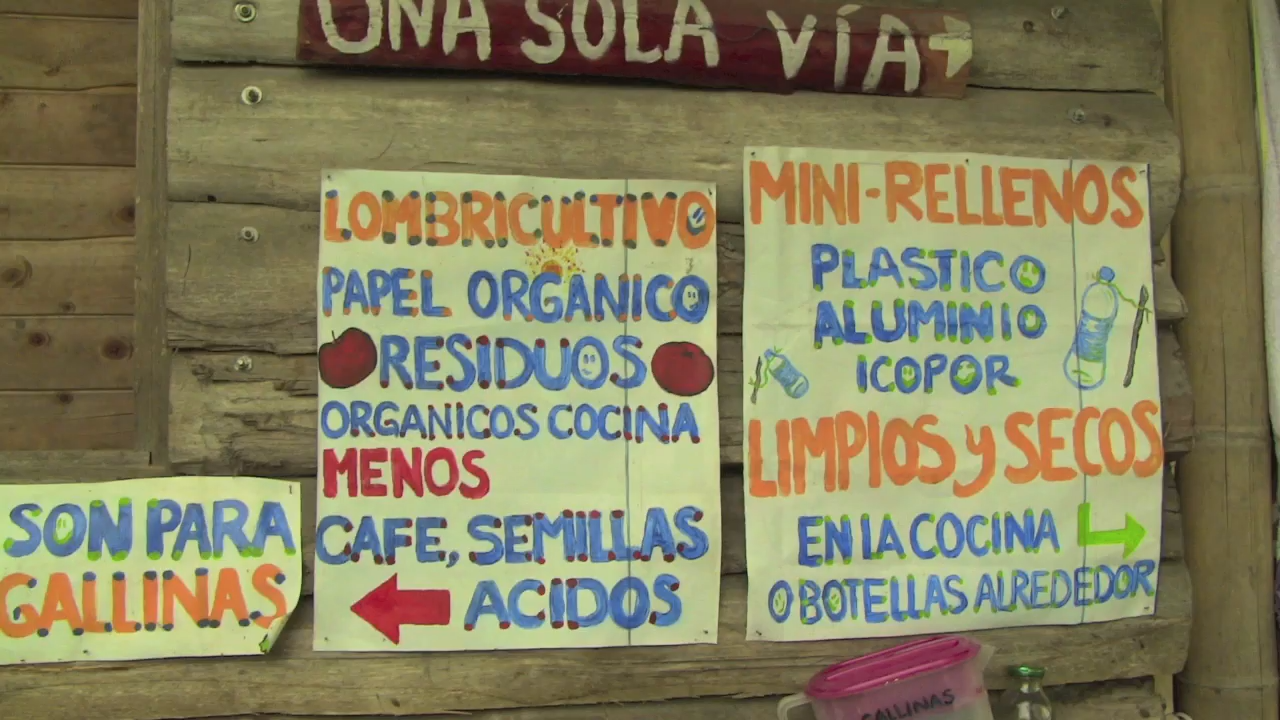 UNA SOLA VÍA
LOMBRICULTIVO
PAPEL ORGANICO
RESIDUOS
ORGANICOS COCINA
MENOS
CAFE, SEMILLAS
ACIDOS
MINI-RELLENOS
PLASTICO
ALUMINIO
ICOPOR
LIMPIOS y SECOS
EN LA COCINA
O BOTELLAS ALREDEDOR
SON PARA
GALLINAS
GALLINAS